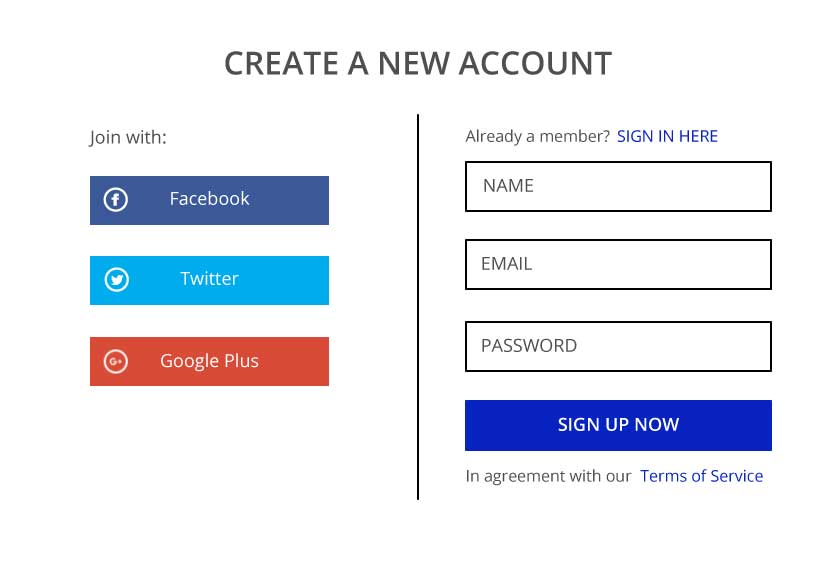 CREATE A NEW ACCOUNT
Join with:
Facebook
Twitter
G+ Google Plus
Already a member? SIGN IN HERE
NAME
EMAIL
PASSWORD
SIGN UP NOW
In agreement with our Terms of Service